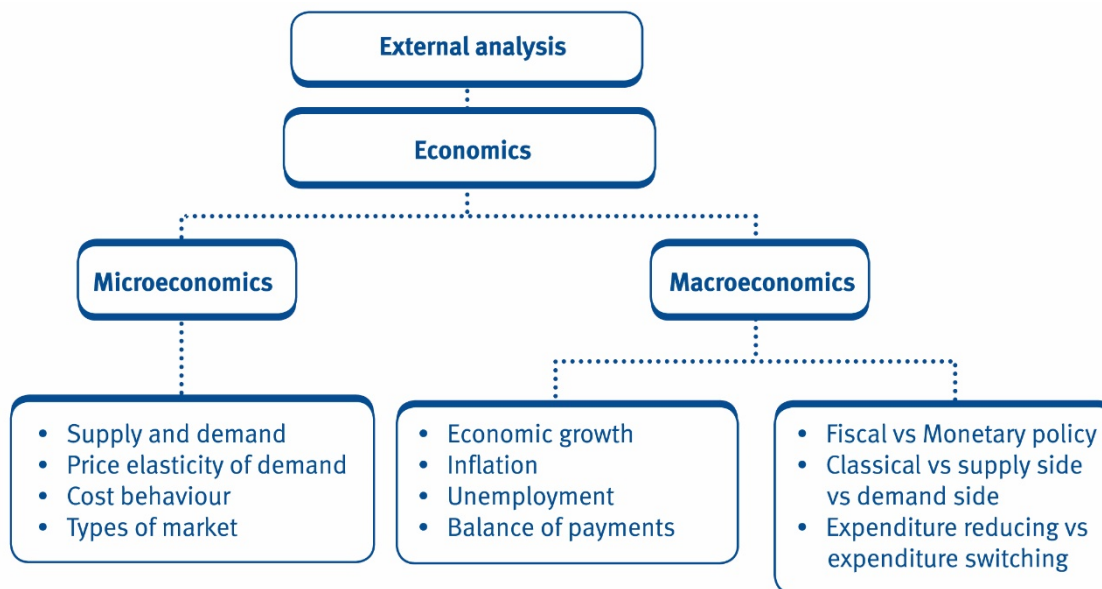 External analysis
Economics
Microeconomics
Macroeconomics
• Supply and demand
• Price elasticity of demand
• Cost behaviour
• Types of market
• Economic growth
• Inflation
• Unemployment
• Balance of payments
• Fiscal vs Monetary policy
• Classical vs supply side
vs demand side
• Expenditure reducing vs
expenditure switching